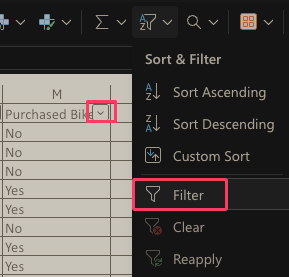 Sort & Filter
M
Sort Ascending
Purchased Bike
No
Sort Descending
No
No
Custom Sort
Yes
Filter
Yes
No
Clear
Yes
Yes
Reapply